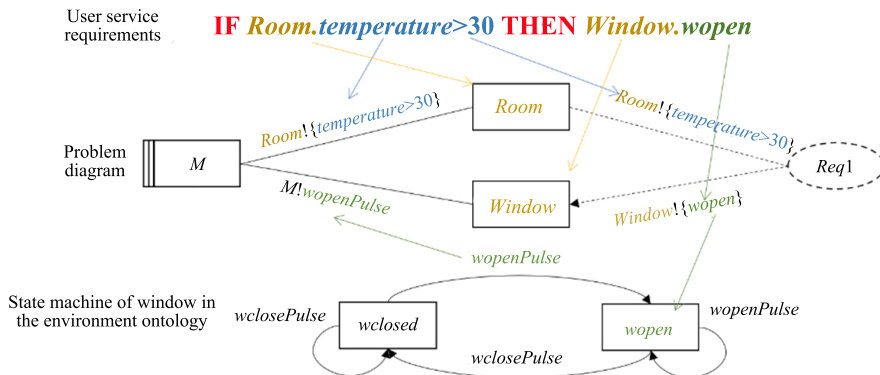 User service
requirements
IF Room.temperature>30 THEN Window.wopen
Room
Room!{temperature>30}
Room!{temperature>30}
Problem
diagram
M
Req1
M!wopenPulse
Window
Window!{wopen}
wopenPulse
State machine of window in
the environment ontology
wclosePulse
wclosed
wopen
wopenPulse
wclosePulse